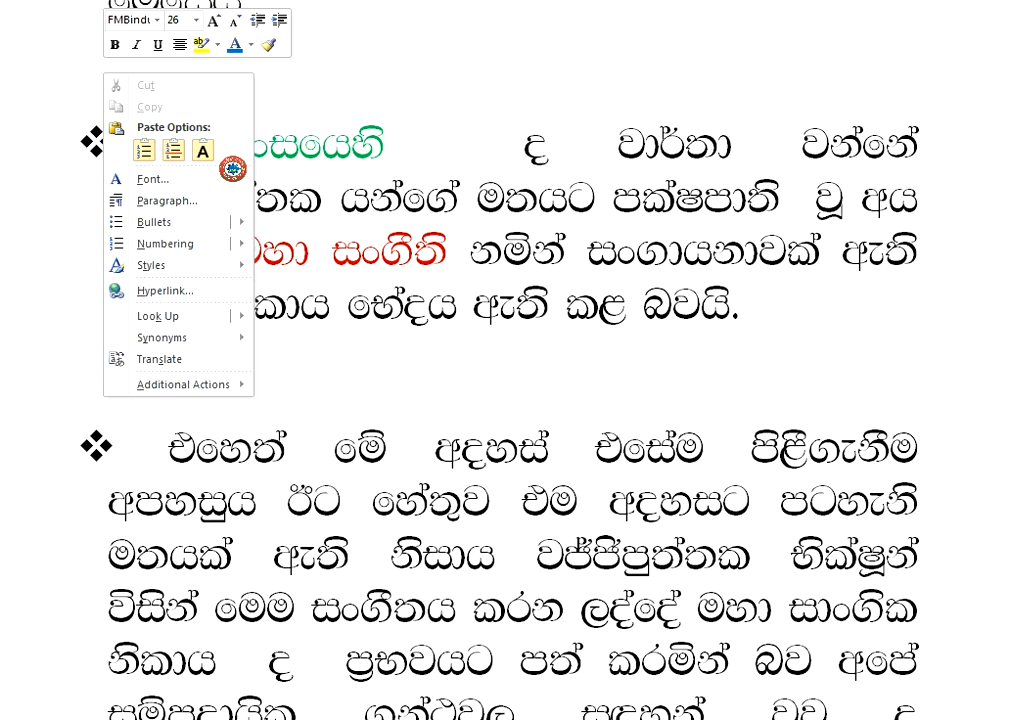 FMBindu 26
B I U
Cut
Copy
Paste Options:
Font...
Paragraph...
Bullets
Numbering
Styles
Hyperlink...
Look Up
Synonyms
Translate
Additional Actions
ද වාර්තා වන්නේ
යන්ගේ මතයට පක්ෂපාති වූ අය
සංගීති නමින් සංගායනාවක් ඇති
භේදය ඇති කළ බවයි.
❖ එහෙත් මේ අදහස් එසේම පිළීගැනීම
අපහසුය ඊට හේතුව එම අදහසට පටහැනි
මතයක් ඇති නිසාය වජ්ජිපුත්තක භික්ෂූන්
විසින් මෙම සංගීතය කරන ලද්දේ මහා සාංගික
නිකාය ද ප්‍රභවයට පත් කරමින් බව අපේ